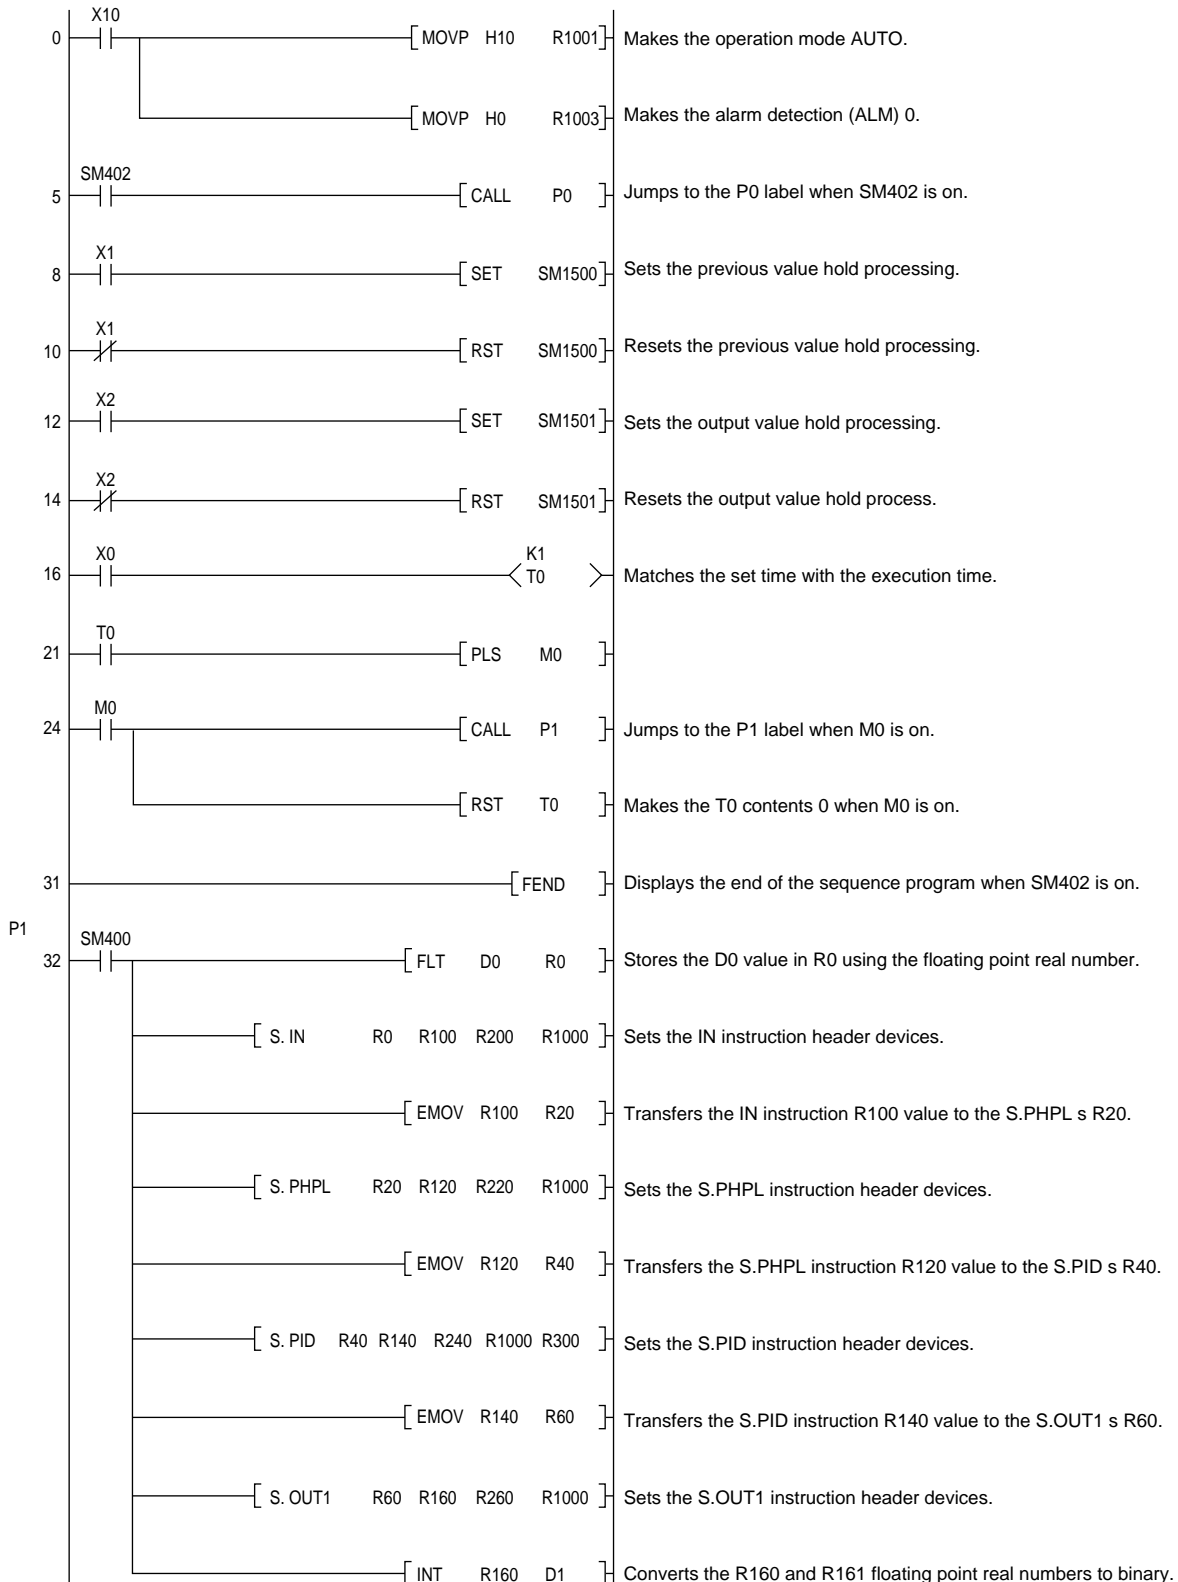 X10
0 MOVP H10 R1001 Makes the operation mode AUTO.
MOVP H0 R1003 Makes the alarm detection (ALM) 0.
SM402
5 CALL P0 Jumps to the P0 label when SM402 is on.
X1
8 SET SM1500 Sets the previous value hold processing.
X1
10 RST SM1500 Resets the previous value hold processing.
X2
12 SET SM1501 Sets the output value hold processing.
X2
14 RST SM1501 Resets the output value hold process.
X0 K1
16 T0 Matches the set time with the execution time.
T0
21 PLS M0
M0
24 CALL P1 Jumps to the P1 label when M0 is on.
RST T0 Makes the T0 contents 0 when M0 is on.
31 FEND Displays the end of the sequence program when SM402 is on.
P1
SM400
32 FLT D0 R0 Stores the D0 value in R0 using the floating point real number.
S. IN R0 R100 R200 R1000 Sets the IN instruction header devices.
EMOV R100 R20 Transfers the IN instruction R100 value to the S.PHPL s R20.
S. PHPL R20 R120 R220 R1000 Sets the S.PHPL instruction header devices.
EMOV R120 R40 Transfers the S.PHPL instruction R120 value to the S.PID s R40.
S. PID R40 R140 R240 R1000 R300 Sets the S.PID instruction header devices.
EMOV R140 R60 Transfers the S.PID instruction R140 value to the S.OUT1 s R60.
S. OUT1 R60 R160 R260 R1000 Sets the S.OUT1 instruction header devices.
INT R160 D1 Converts the R160 and R161 floating point real numbers to binary.